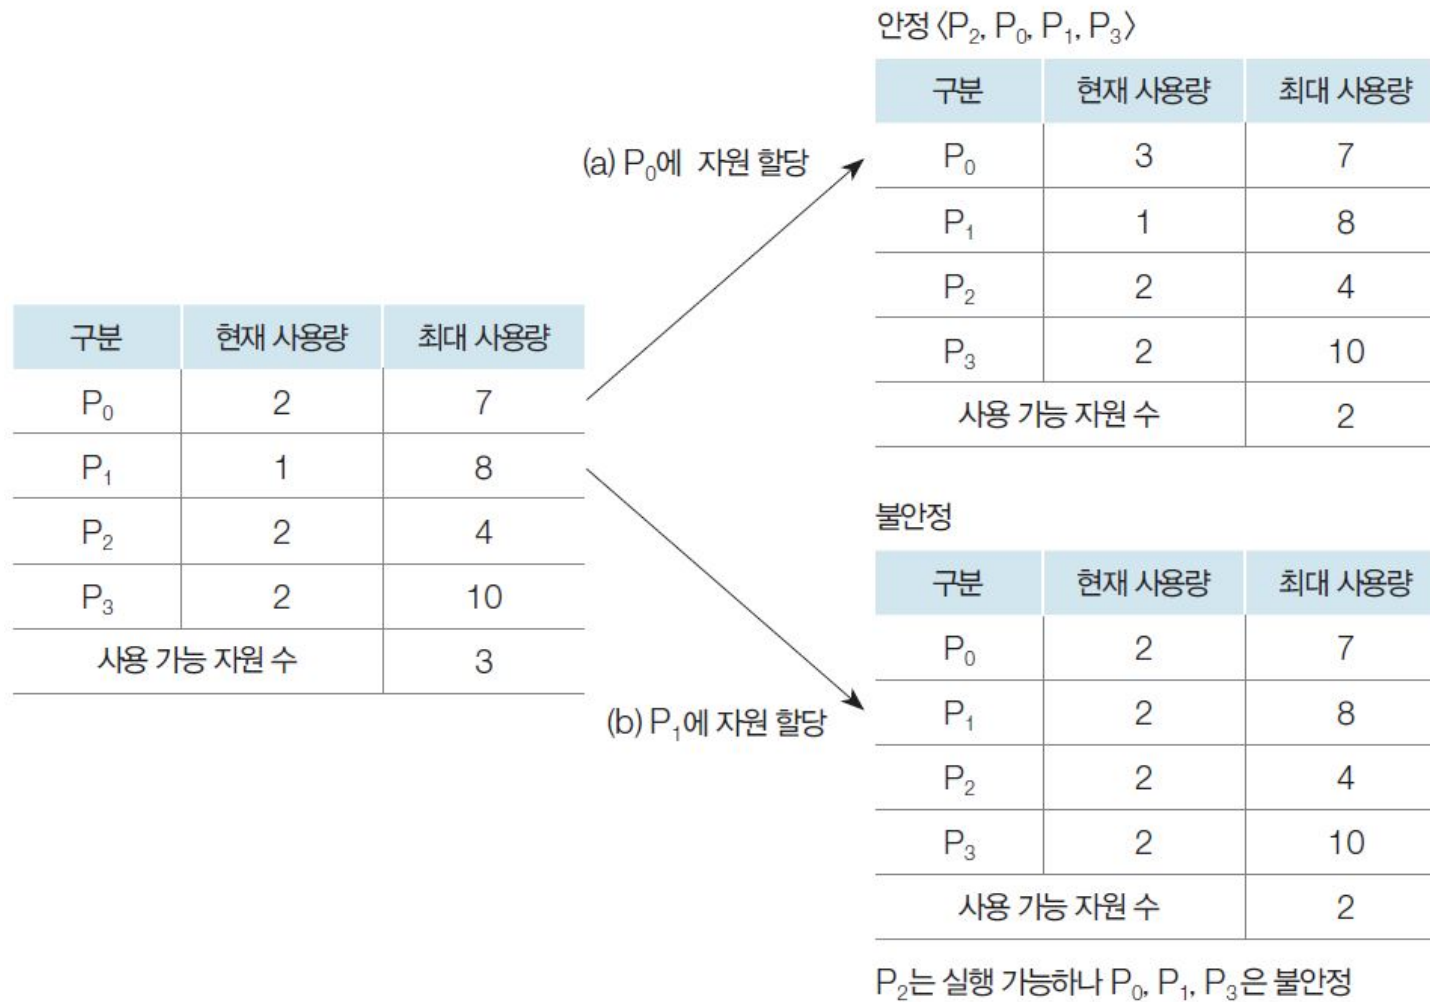 안정 〈P₂, P₀, P₁, P₃〉
구분 현재 사용량 최대 사용량
P₀ 3 7
P₁ 1 8
P₂ 2 4
P₃ 2 10
사용 가능 자원 수 2
(a) P₀에 자원 할당
구분 현재 사용량 최대 사용량
P₀ 2 7
P₁ 1 8
P₂ 2 4
P₃ 2 10
사용 가능 자원 수 3
(b) P₁에 자원 할당
불안정
구분 현재 사용량 최대 사용량
P₀ 2 7
P₁ 2 8
P₂ 2 4
P₃ 2 10
사용 가능 자원 수 2
P₂는 실행 가능하나 P₀, P₁, P₃은 불안정